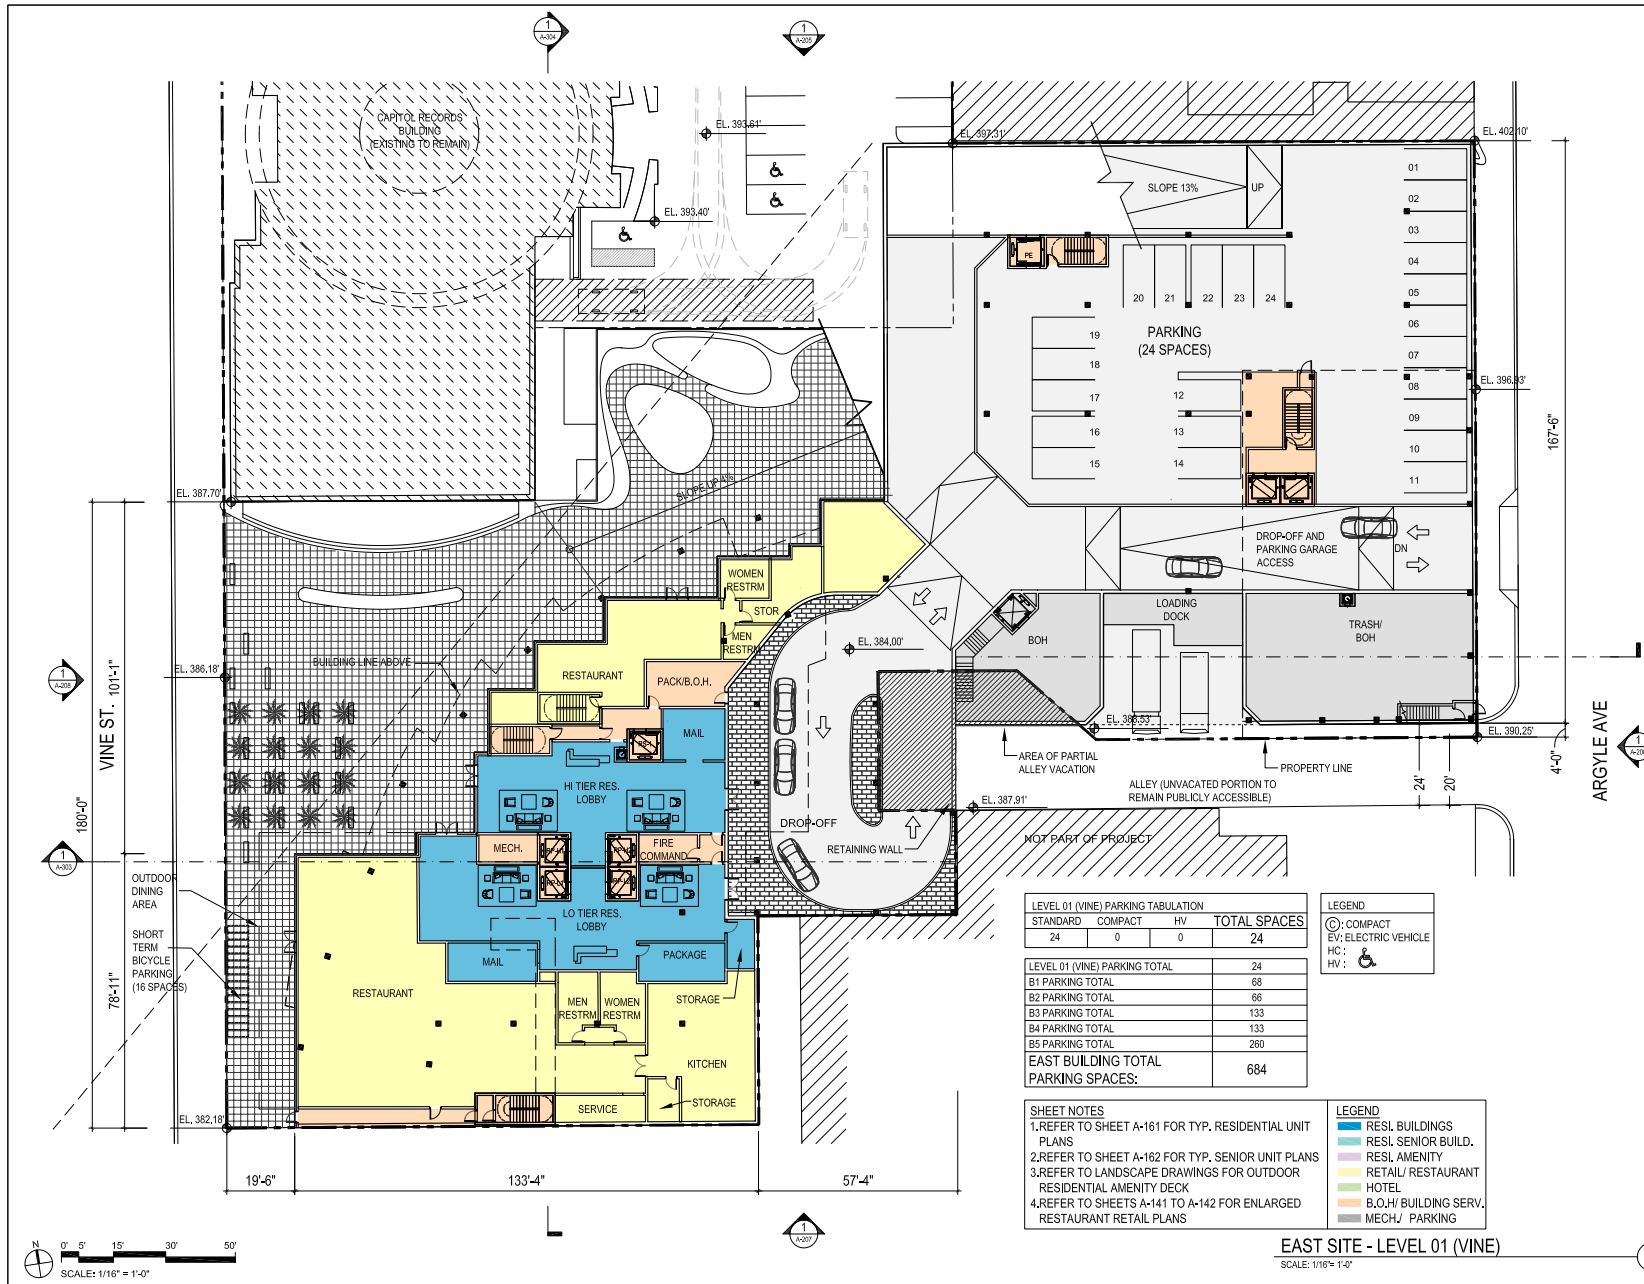 1
A-304
1
A-205
CAPITOL RECORDS
BUILDING
(EXISTING TO REMAIN)
EL. 393.61'
EL. 397.31'
EL. 402.10'
EL. 393.40'
SLOPE 13%
UP
01
02
03
04
05
06
07
08
09
10
11
PE
20
21
22
23
24
PARKING
(24 SPACES)
19
18
17
16
15
12
13
14
EL. 396.93'
167'-6"
SLOPE UP 4%
EL. 387.70'
DROP-OFF AND
PARKING GARAGE
ACCESS
DN
WOMEN
RESTRM
STOR
MEN
RESTRM
LOADING
DOCK
TRASH/
BOH
BOH
EL. 384.00'
BUILDING LINE ABOVE
RESTAURANT
PACK/B.O.H.
1
A-208
EL. 386.18'
VINE ST.
101'-1"
180'-0"
MAIL
HI TIER RES.
LOBBY
EL. 388.53'
EL. 390.25'
AREA OF PARTIAL
ALLEY VACATION
PROPERTY LINE
4'-0"
ARGYLE AVE
1
ALLEY (UNVACATED PORTION TO
REMAIN PUBLICLY ACCESSIBLE)
24'
20'
EL. 387.91'
DROP-OFF
RETAINING WALL
NOT PART OF PROJECT
MECH.
FIRE
COMMAND
1
A-303
OUTDOOR
DINING
AREA
LO TIER RES.
LOBBY
SHORT
TERM
BICYCLE
PARKING
(16 SPACES)
MAIL
PACKAGE
RESTAURANT
MEN
RESTRM
WOMEN
RESTRM
STORAGE
KITCHEN
78'-11"
SERVICE
STORAGE
EL. 382.18'
19'-6"
133'-4"
57'-4"
1
A-207
LEVEL 01 (VINE) PARKING TABULATION
STANDARD COMPACT HV TOTAL SPACES
24 0 0 24
LEVEL 01 (VINE) PARKING TOTAL 24
B1 PARKING TOTAL 68
B2 PARKING TOTAL 66
B3 PARKING TOTAL 133
B4 PARKING TOTAL 133
B5 PARKING TOTAL 260
EAST BUILDING TOTAL
PARKING SPACES: 684
LEGEND
C : COMPACT
EV: ELECTRIC VEHICLE
HC :
HV :
SHEET NOTES
1.REFER TO SHEET A-161 FOR TYP. RESIDENTIAL UNIT
PLANS
2.REFER TO SHEET A-162 FOR TYP. SENIOR UNIT PLANS
3.REFER TO LANDSCAPE DRAWINGS FOR OUTDOOR
RESIDENTIAL AMENITY DECK
4.REFER TO SHEETS A-141 TO A-142 FOR ENLARGED
RESTAURANT RETAIL PLANS
LEGEND
RESI. BUILDINGS
RESI. SENIOR BUILD.
RESI. AMENITY
RETAIL/ RESTAURANT
HOTEL
B.O.H/ BUILDING SERV.
MECH./ PARKING
N
0' 5' 15' 30' 50'
SCALE: 1/16" = 1'-0"
EAST SITE - LEVEL 01 (VINE)
SCALE: 1/16"= 1'-0"